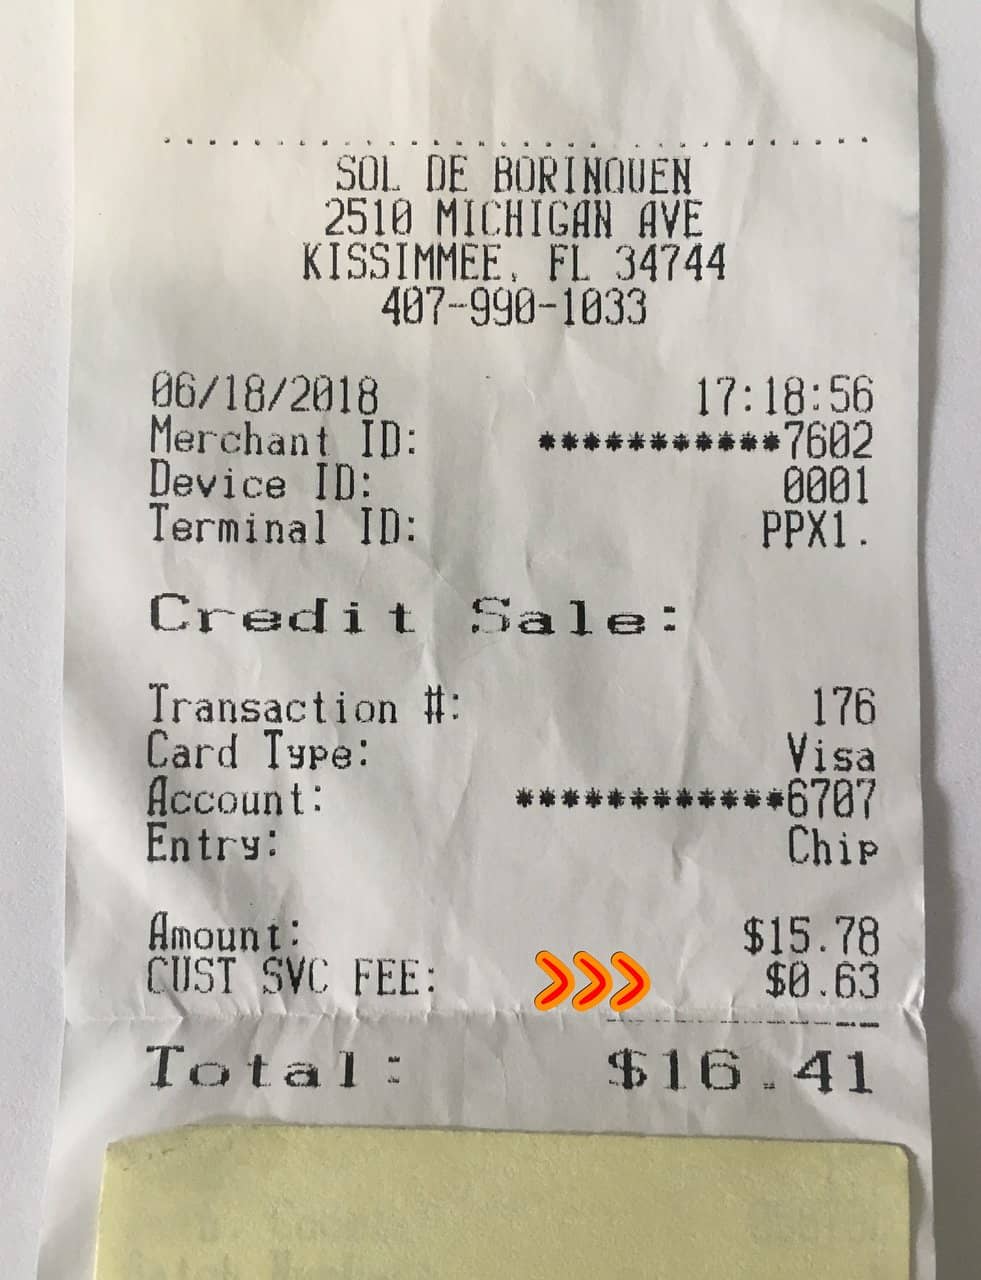 SOL DE BORINQUEN
2510 MICHIGAN AVE
KISSIMMEE, FL 34744
407-990-1033
06/18/2018 17:18:56
Merchant ID: ***********7602
Device ID: 0001
Terminal ID: PPX1.
Credit Sale:
Transaction #: 176
Card Type: Visa
Account: ************6707
Entry: Chip
Amount: $15.78
CUST SVC FEE: $0.63
Total: $16.41